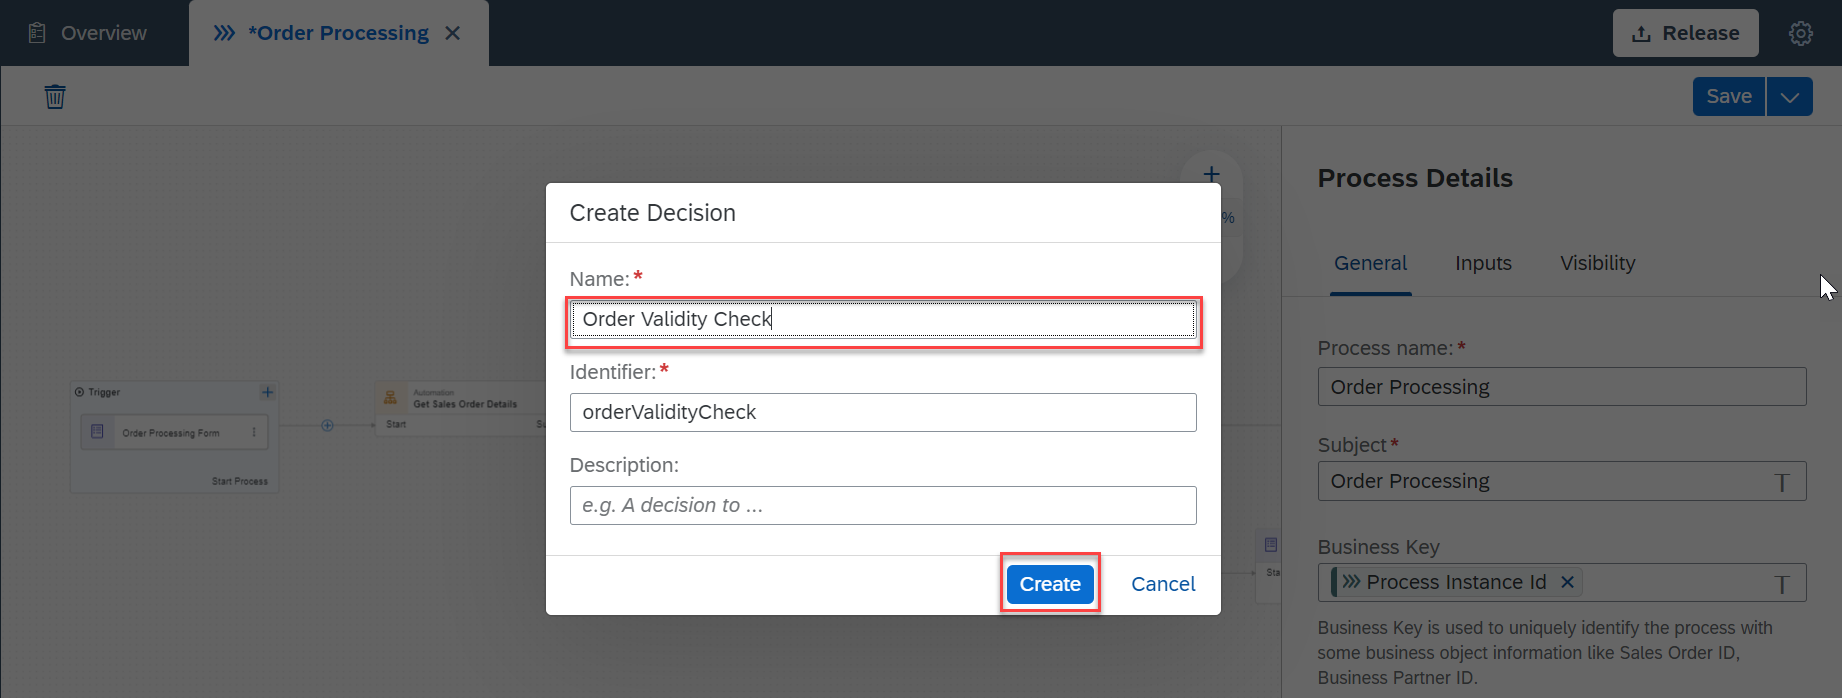 Overview
*Order Processing
Release
Save
Create Decision
Name:*
Order Validity Check
Identifier:*
orderValidityCheck
Description:
e.g. A decision to ...
Create
Cancel
%
Trigger
Order Processing Form
Start Process
Automation
Get Sales Order Details
Start
Process Details
General
Inputs
Visibility
Process name:*
Order Processing
Subject*
Order Processing
Business Key
Process Instance Id
Business Key is used to uniquely identify the process with
some business object information like Sales Order ID,
Business Partner ID.